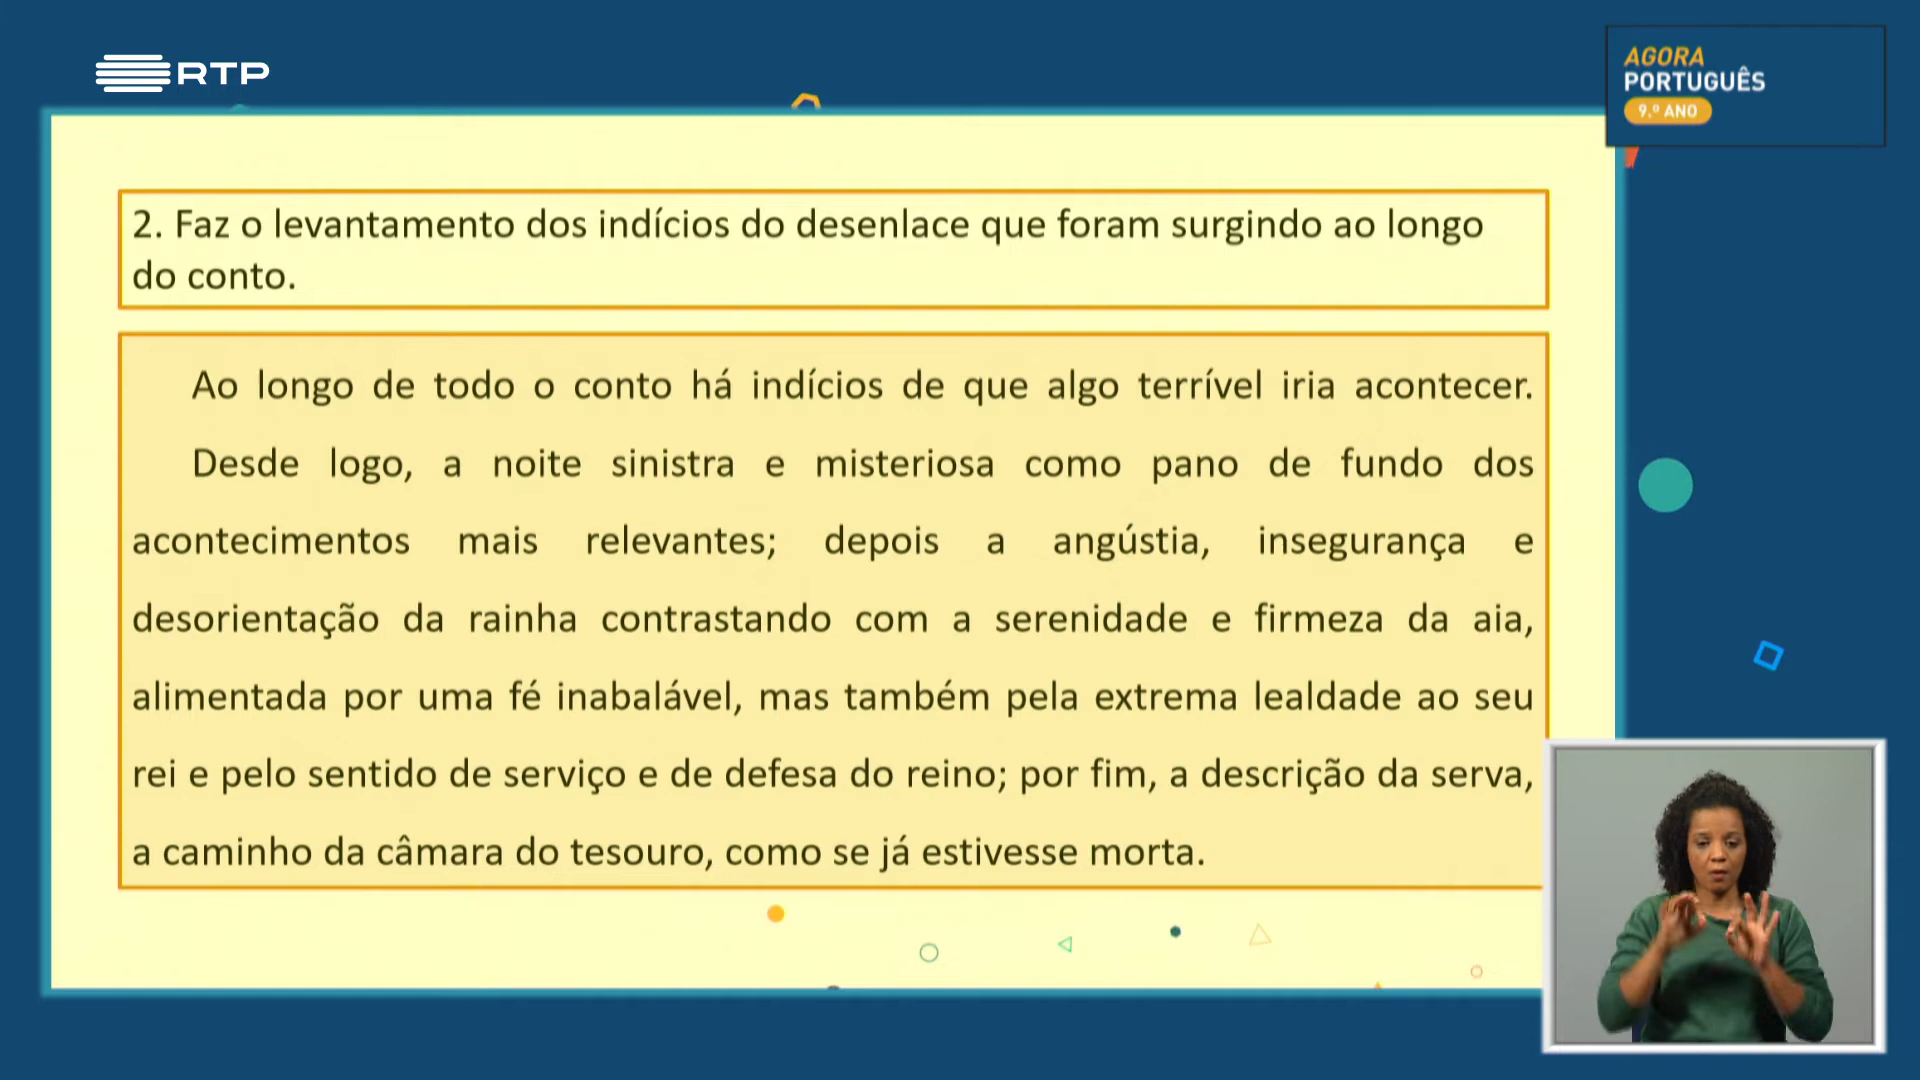 RTP
AGORA
PORTUGUÊS
9.º ANO
2. Faz o levantamento dos indícios do desenlace que foram surgindo ao longo
do conto.
Ao longo de todo o conto há indícios de que algo terrível iria acontecer.
Desde logo, a noite sinistra e misteriosa como pano de fundo dos
acontecimentos mais relevantes; depois a angústia, insegurança e
desorientação da rainha contrastando com a serenidade e firmeza da aia,
alimentada por uma fé inabalável, mas também pela extrema lealdade ao seu
rei e pelo sentido de serviço e de defesa do reino; por fim, a descrição da serva,
a caminho da câmara do tesouro, como se já estivesse morta.